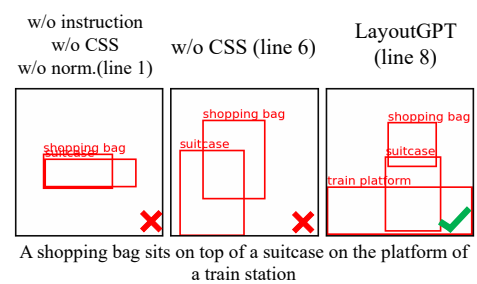 w/o instruction
w/o CSS
w/o norm.(line 1)
w/o CSS (line 6)
LayoutGPT
(line 8)
shopping bag
suitcase
shopping bag
suitcase
shopping bag
suitcase
train platform
A shopping bag sits on top of a suitcase on the platform of
a train station